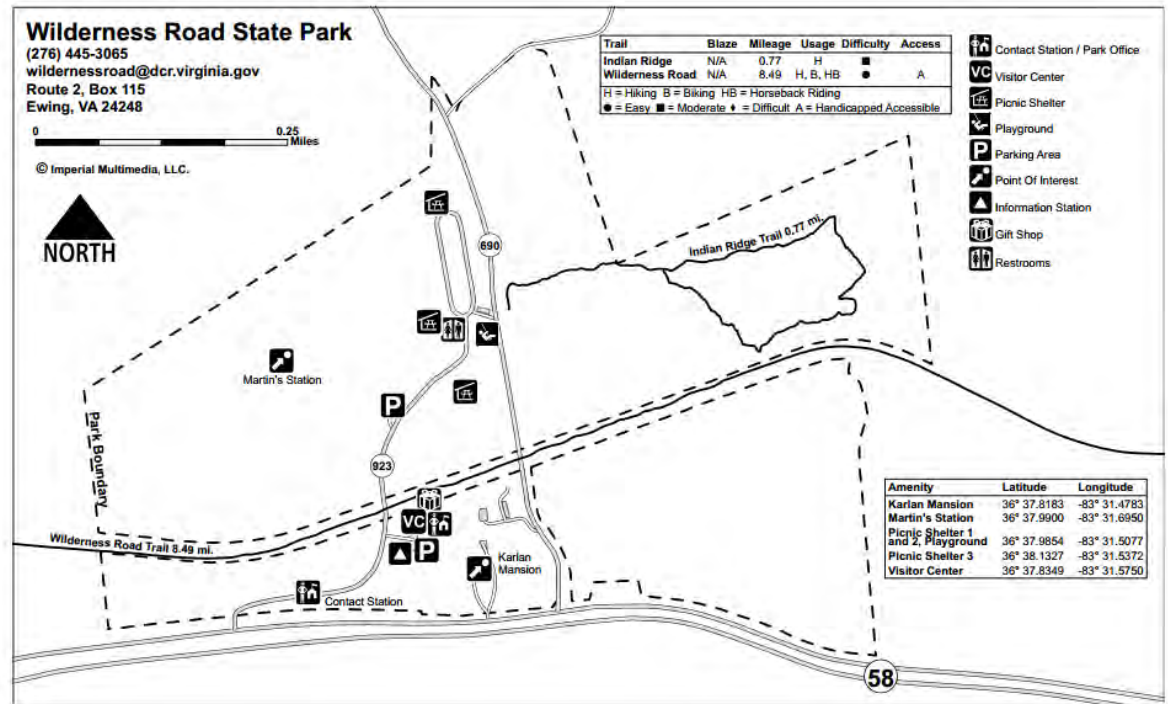 Wilderness Road State Park
(276) 445-3065
wildernessroad@dcr.virginia.gov
Route 2, Box 115
Ewing, VA 24248
0 0.25
Miles
© Imperial Multimedia, LLC.
NORTH
Trail Blaze Mileage Usage Difficulty Access
Indian Ridge N/A 0.77 H ■
Wilderness Road N/A 8.49 H, B, HB ● A
H = Hiking B = Biking HB = Horseback Riding
● = Easy ■ = Moderate ♦ = Difficult A = Handicapped Accessible
Contact Station / Park Office
VC Visitor Center
Picnic Shelter
Playground
P Parking Area
Point Of Interest
Information Station
Gift Shop
Restrooms
690
Indian Ridge Trail 0.77 mi.
Martin's Station
P
Park Boundary
923
VC
P
Wilderness Road Trail 8.49 mi.
Karlan
Mansion
Contact Station
58
Amenity Latitude Longitude
Karlan Mansion 36° 37.8183 -83° 31.4783
Martin's Station 36° 37.9900 -83° 31.6950
Picnic Shelter 1
and 2, Playground 36° 37.9854 -83° 31.5077
Picnic Shelter 3 36° 38.1327 -83° 31.5372
Visitor Center 36° 37.8349 -83° 31.5750